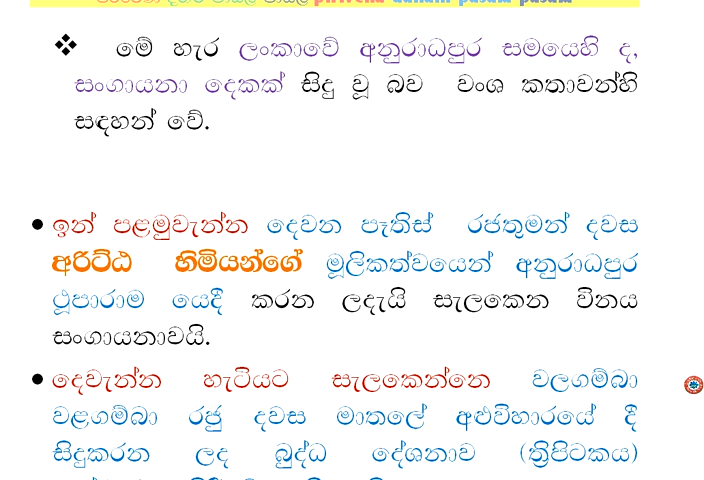 ❖ මේ හැර ලංකාවේ අනුරාධපුර සමයෙහි ද,
සංගායනා දෙකක් සිදු වූ බව වංශ කතාවන්හි
සඳහන් වේ.
• ඉන් පළමුවැන්න දෙවන පෑතිස් රජතුමන් දවස
අරිට්ඨ හිමියන්ගේ මූලිකත්වයෙන් අනුරාධපුර
ථූපාරාම යෙදී කරන ලදැයි සැලකෙන විනය
සංගායනාවයි.
• දෙවැන්න හැටියට සැලකෙන්නෙ වලගම්බා
වළගම්බා රජු දවස මාතලේ අළුවිහාරයේ දී
සිදුකරන ලද බුද්ධ දේශනාව (ත්‍රිපිටකය)